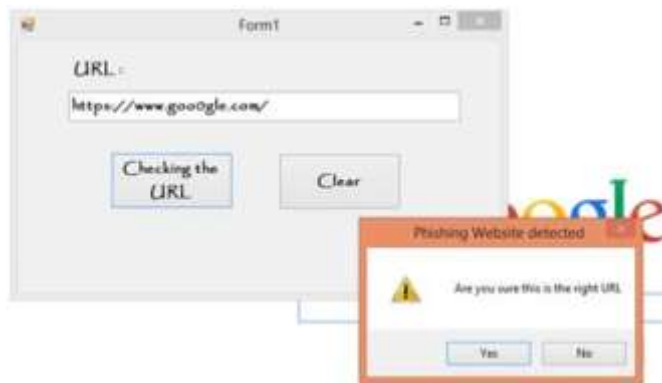 Form1
URL :
https://www.goo0gle.com/
Checking the
URL
Clear
oogle
Phishing Website detected
Are you sure this is the right URL
Yes
No